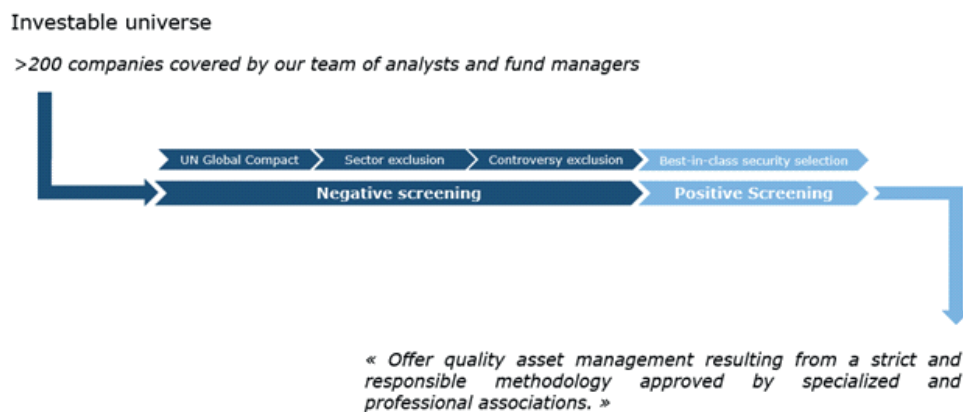 Investable universe
>200 companies covered by our team of analysts and fund managers
UN Global Compact
Sector exclusion
Controversy exclusion
Best-in-class security selection
Negative screening
Positive Screening
« Offer quality asset management resulting from a strict and
responsible methodology approved by specialized and
professional associations. »